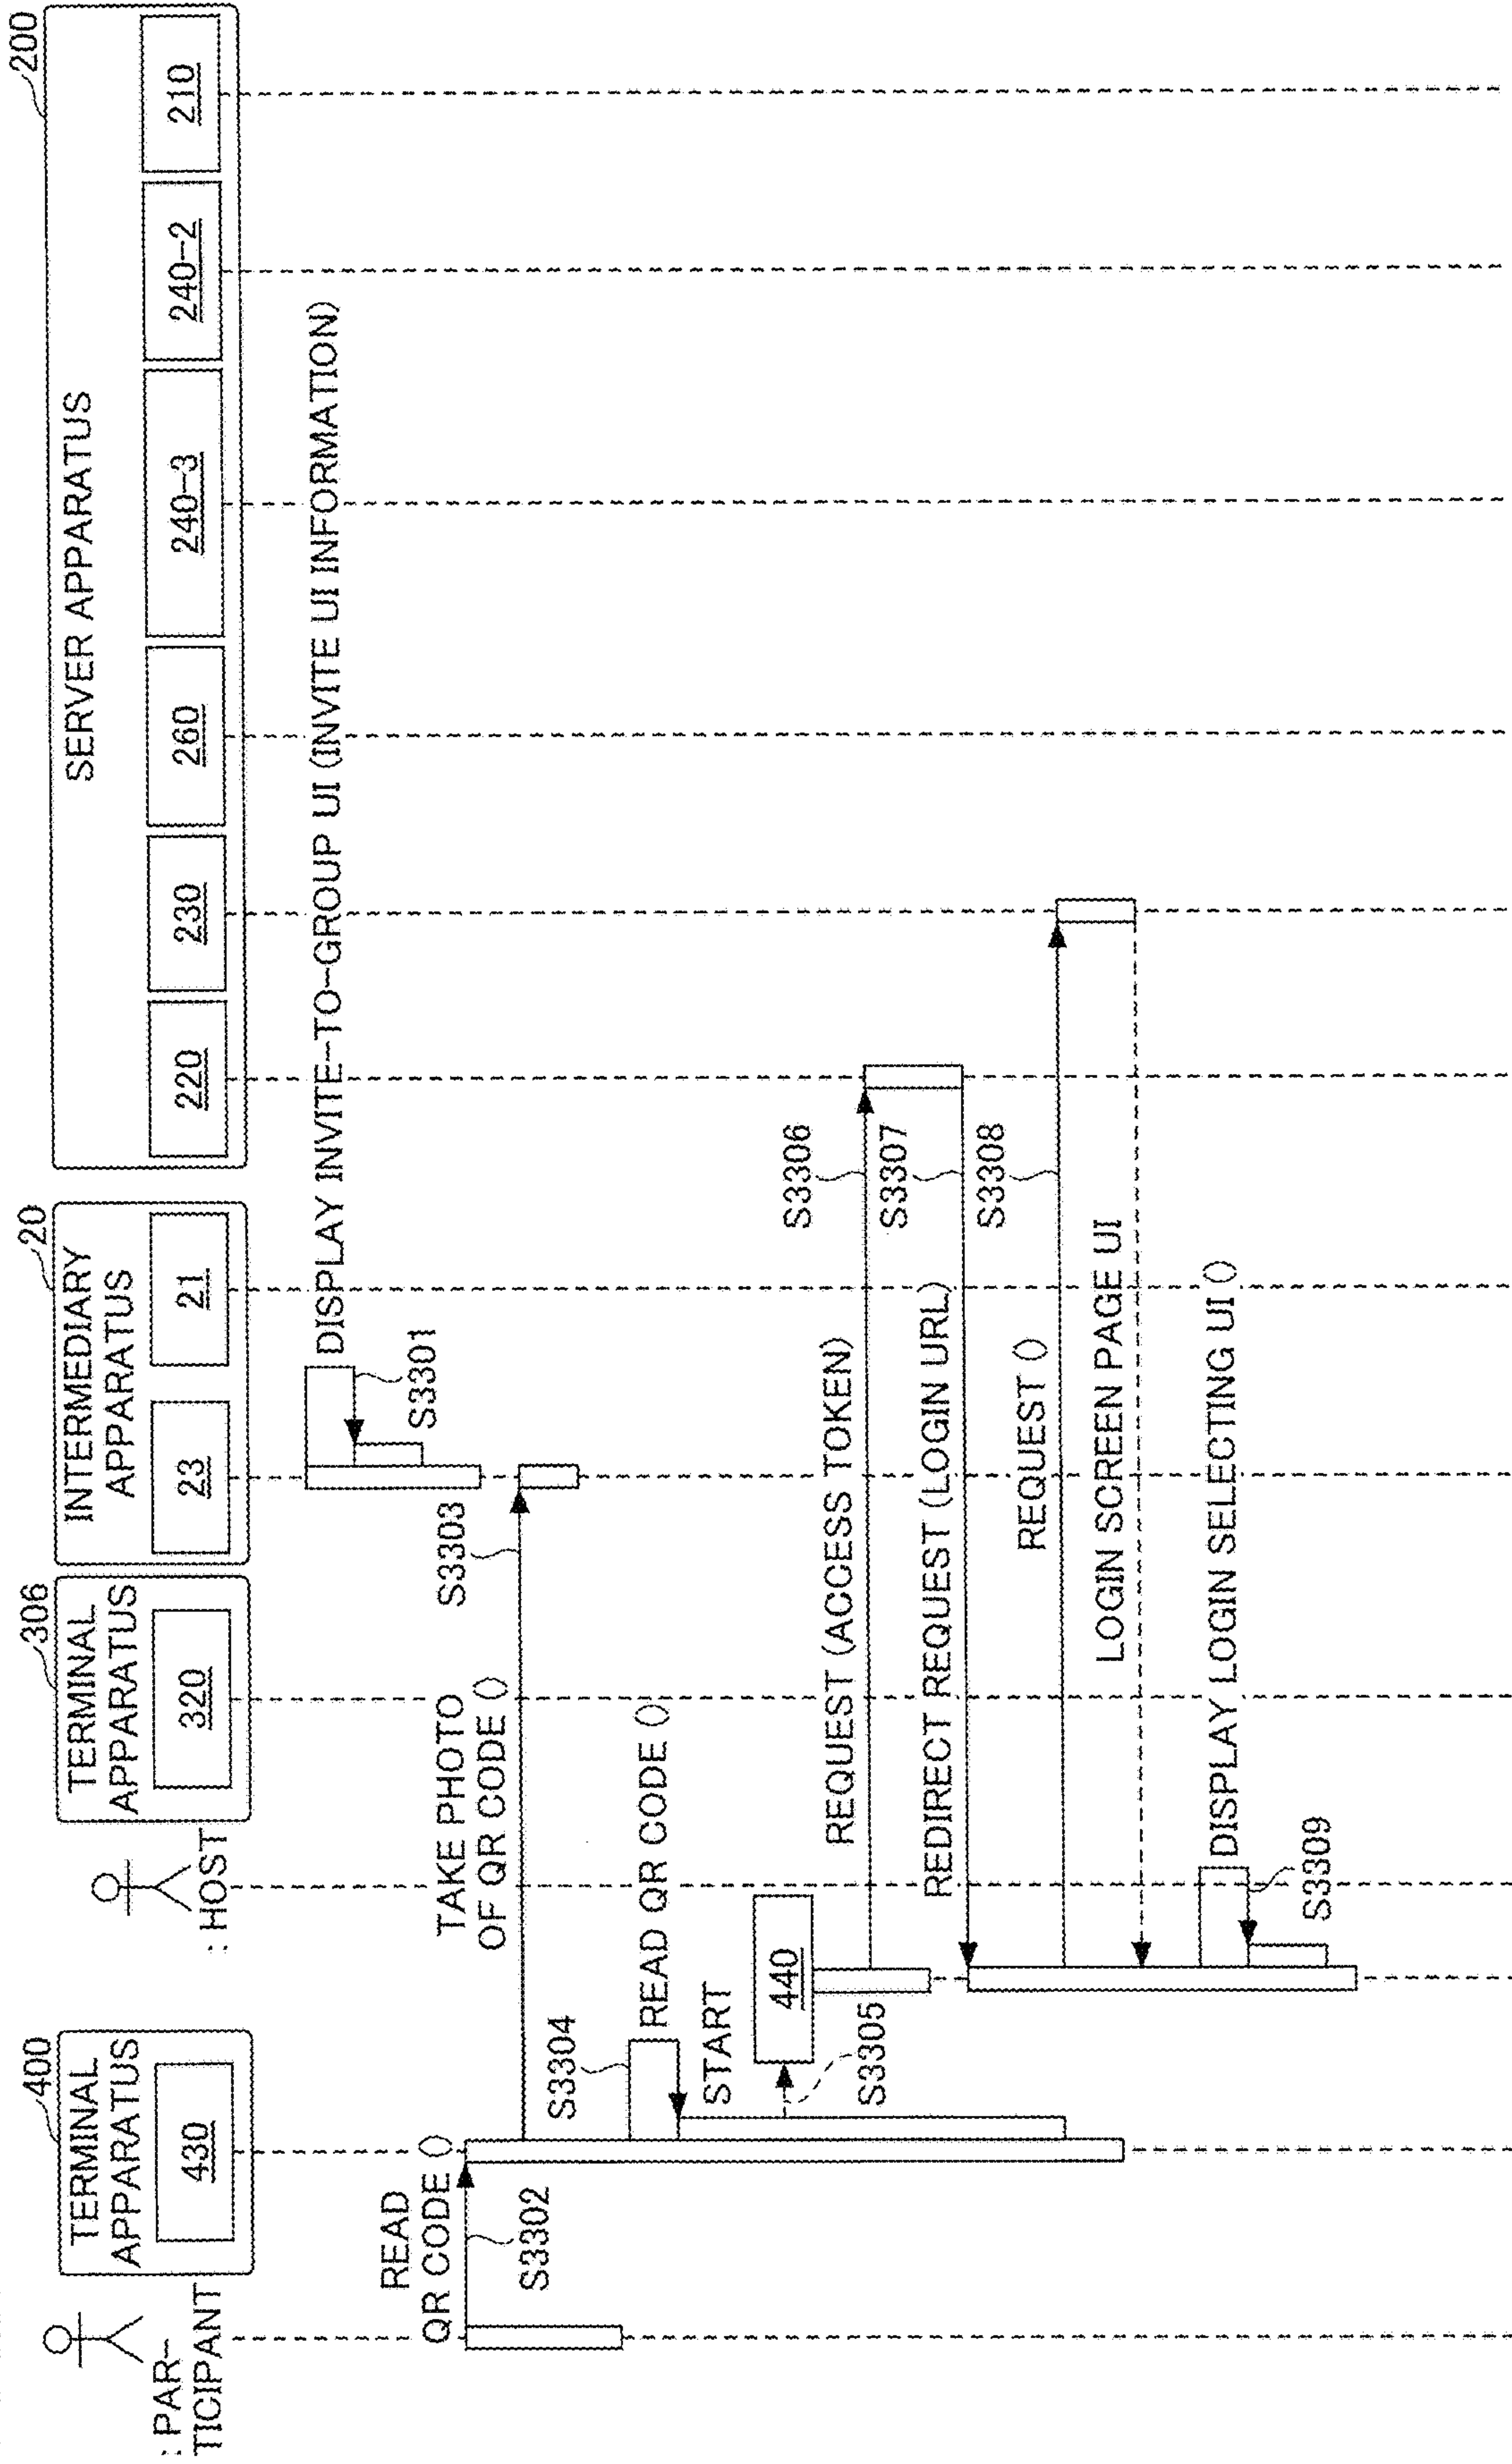 : PAR-
TICIPANT
400
TERMINAL
APPARATUS
430
: HOST
306
TERMINAL
APPARATUS
320
20
INTERMEDIARY
APPARATUS
23
21
200
SERVER APPARATUS
220
230
260
240-3
240-2
210
DISPLAY INVITE-TO-GROUP UI (INVITE UI INFORMATION)
S3301
READ
QR CODE ()
S3302
TAKE PHOTO
OF QR CODE ()
S3303
S3304
READ QR CODE ()
START
440
S3305
REQUEST (ACCESS TOKEN)
S3306
REDIRECT REQUEST (LOGIN URL)
S3307
REQUEST ()
S3308
LOGIN SCREEN PAGE UI
DISPLAY LOGIN SELECTING UI ()
S3309